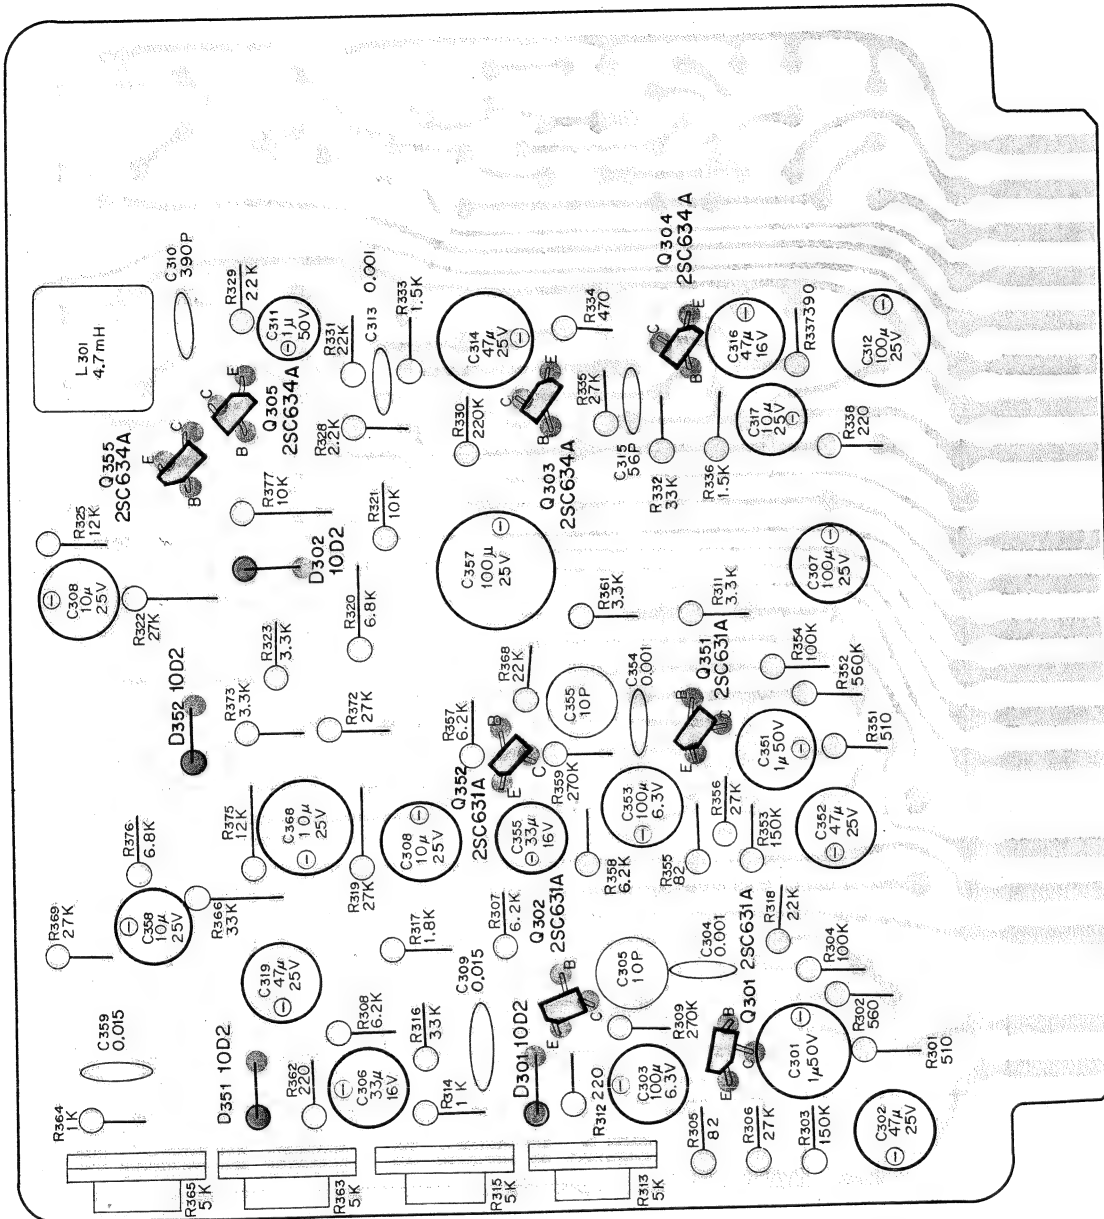 L301
4.7mH
C310
390P
R329
22K
C311
1µ
50V
R331
22K
C313 0.001
R333
1.5K
C314
47µ
25V
R334
470
Q304
2SC634A
E
C
B
C316
47µ
16V
R337390
C312
100µ
25V
Q355
2SC634A
E
C
B
Q305
2SC634A
C
E
B
R328
2.2K
R330
220K
Q303
2SC634A
C
E
B
R335
27K
C315
56P
R332
33K
R336
1.5K
C317
10µ
25V
R338
220
R325
12K
R377
10K
R321
10K
D302
10D2
C308
10µ
25V
R322
27K
R320
6.8K
C357
100µ
25V
R361
3.3K
R311
3.3K
C307
100µ
25V
R323
3.3K
D352 10D2
R373
3.3K
R372
27K
R357
6.2K
R368
22K
C355
10P
C354
0.001
Q351
2SC631A
B
C
E
R354
100K
R352
560K
C351
1µ50V
R351
510
Q352
2SC631A
B
C
E
R359
270K
C353
100µ
6.3V
R356
27K
R353
150K
C352
47µ
25V
R376
6.8K
R375
12K
C368
10µ
25V
R319
27K
C308
10µ
25V
C355
33µ
16V
R358
6.2K
R355
82
R369
27K
C358
10µ
25V
R366
33K
C319
47µ
25V
R317
1.8K
R307
6.2K
Q302
2SC631A
B
C
E
C305
10P
C304
0.001
Q301 2SC631A
B
C
E
R318
22K
R304
100K
R302
560
R301
510
C359
0.015
D351 10D2
R308
6.2K
R316
33K
C309
0.015
D301 10D2
R309
270K
C301
1µ50V
R364
1K
R362
220
C306
33µ
16V
R314
1K
R312
220
C303
100µ
6.3V
R305
82
R306
27K
R303
150K
C302
47µ
25V
R365
5K
R363
5K
R315
5K
R313
5K